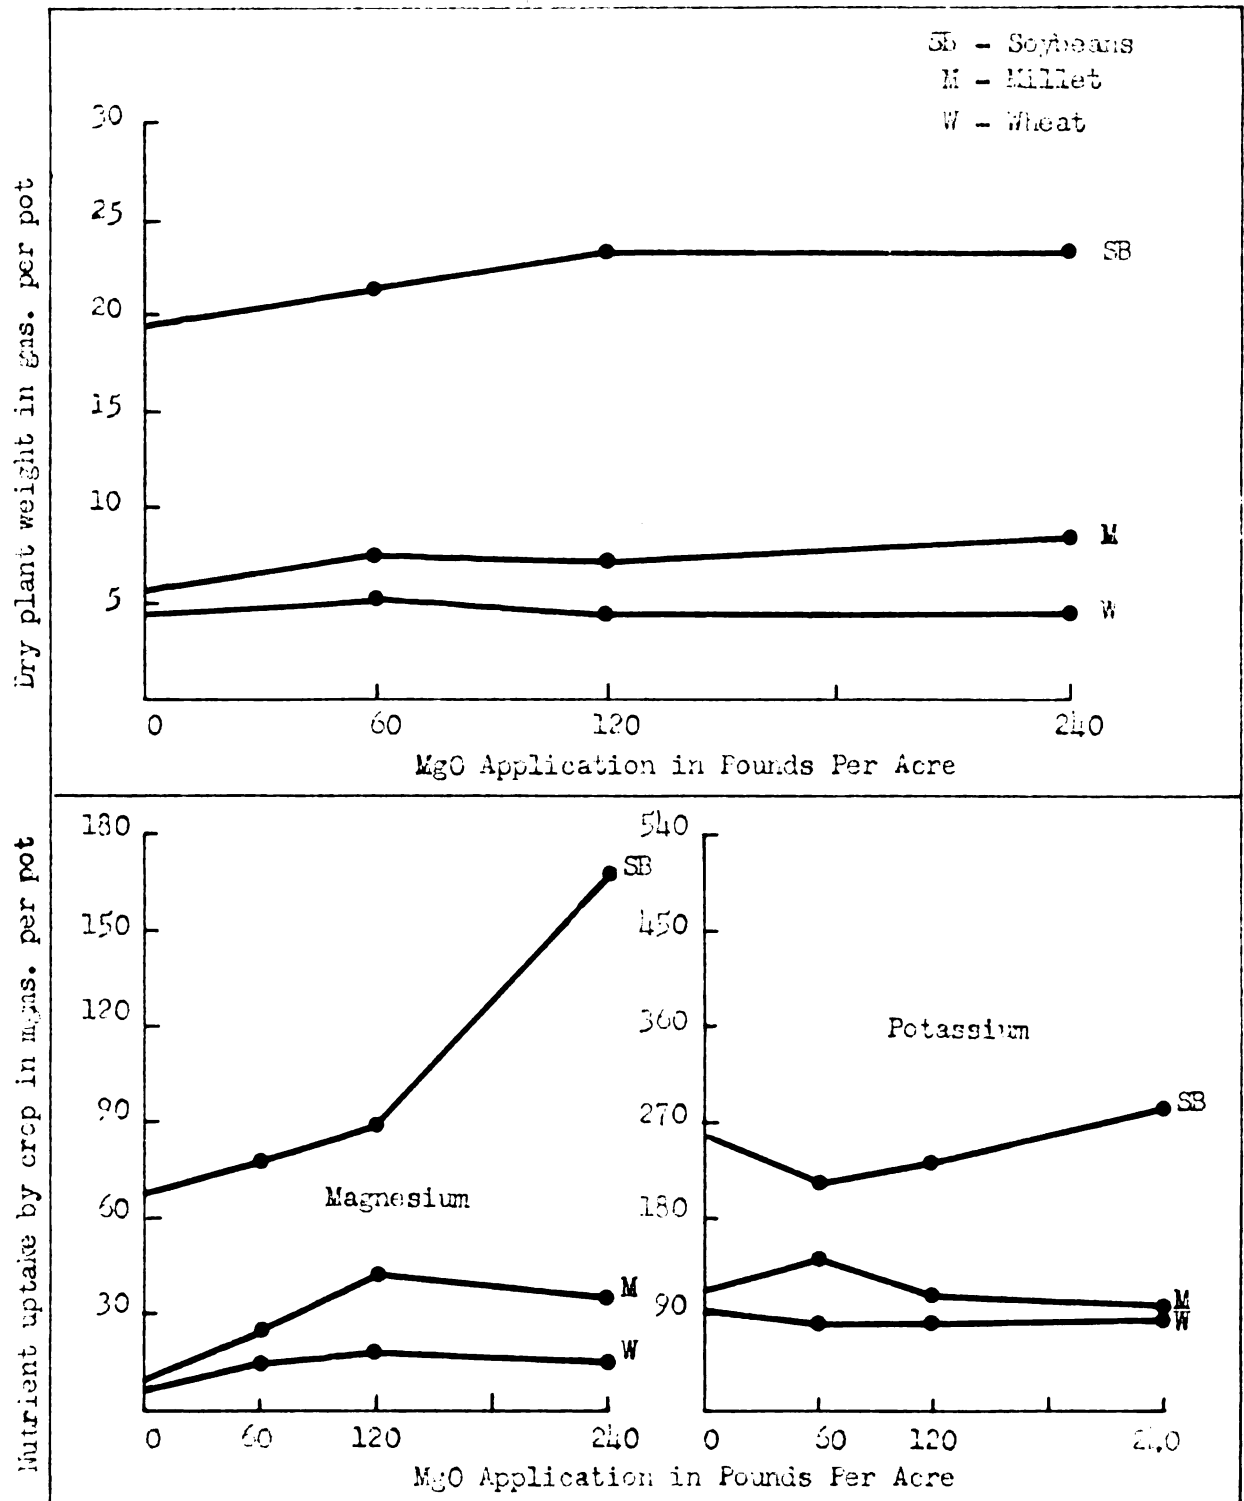 SB - Soybeans
M - Millet
W - Wheat
Dry plant weight in gms. per pot
30
25
20
15
10
5
SB
M
W
0 60 120 240
MgO Application in Pounds Per Acre
Nutrient uptake by crop in mgms. per pot
180
150
120
90
60
30
SB
Magnesium
M
W
0 60 120 240
540
450
360
270
180
90
Potassium
SB
M
W
0 60 120 240
MgO Application in Pounds Per Acre